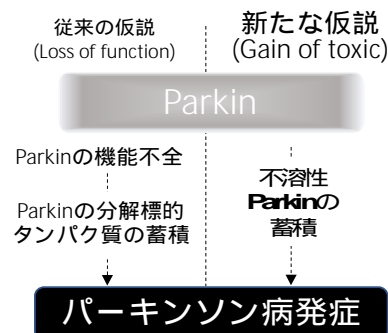 従来の仮説
(Loss of function)
新たな仮説
(Gain of toxic)
Parkin
Parkinの機能不全
Parkinの分解標的
タンパク質の蓄積
不溶性
Parkinの
蓄積
パーキンソン病発症